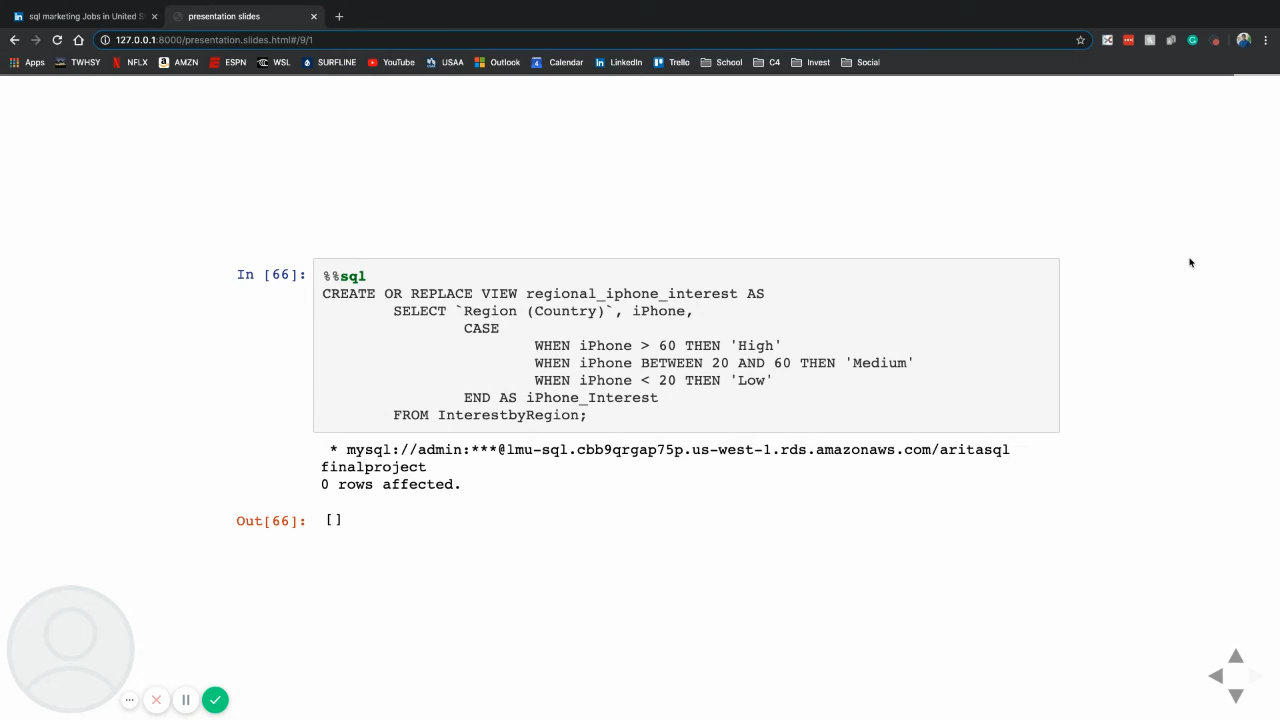 sql marketing Jobs in United S
presentation slides
127.0.0.1:8000/presentation.slides.html#/9/1
Apps TWHSY NFLX AMZN ESPN WSL SURFLINE YouTube USAA Outlook Calendar LinkedIn Trello School C4 Invest Social
In [66]: %%sql
CREATE OR REPLACE VIEW regional_iphone_interest AS
SELECT `Region (Country)`, iPhone,
CASE
WHEN iPhone > 60 THEN 'High'
WHEN iPhone BETWEEN 20 AND 60 THEN 'Medium'
WHEN iPhone < 20 THEN 'Low'
END AS iPhone_Interest
FROM InterestbyRegion;
* mysql://admin:***@lmu-sql.cbb9qrgap75p.us-west-1.rds.amazonaws.com/aritasql
finalproject
0 rows affected.
Out[66]: []